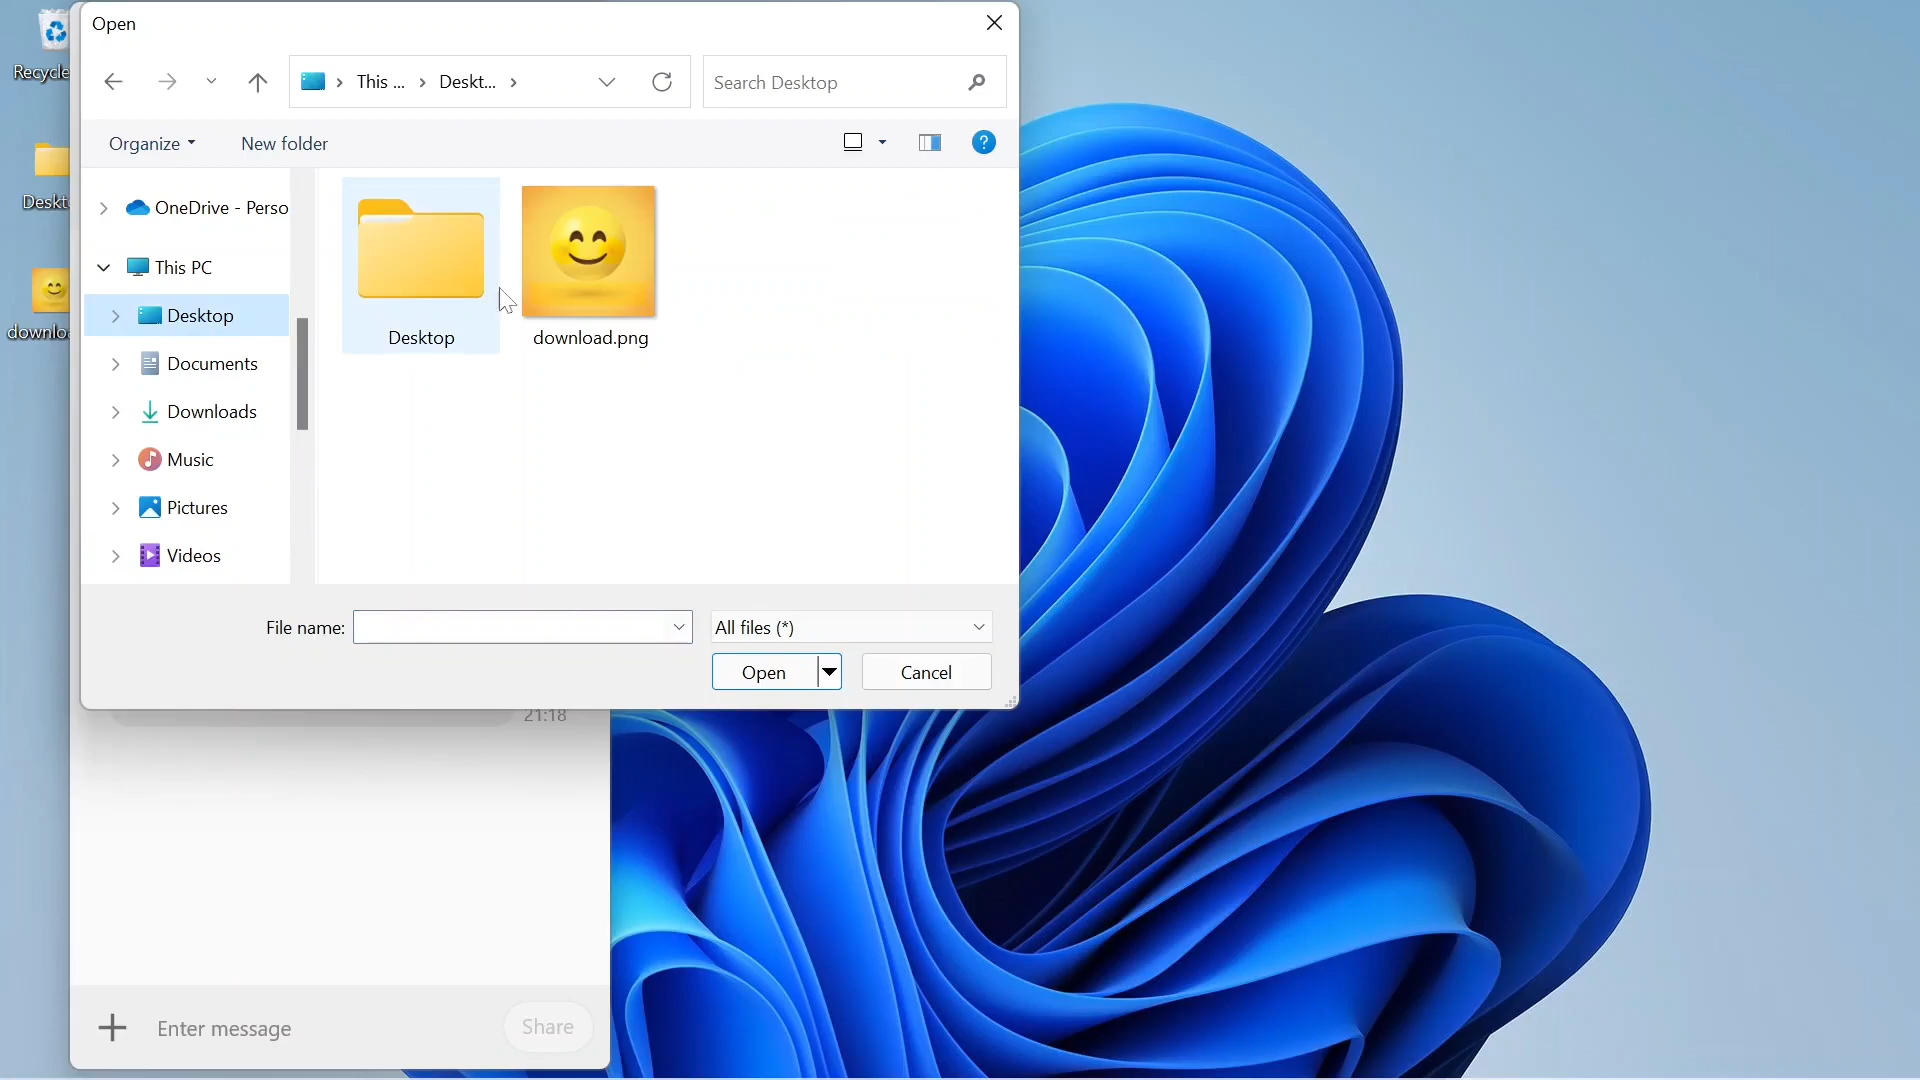 Recycle
Deskt
downlo
Open
This ...
Deskt...
Search Desktop
Organize
New folder
?
OneDrive - Perso
This PC
Desktop
Documents
Downloads
Music
Pictures
Videos
Desktop
download.png
File name:
All files (*)
Open
Cancel
21:18
Enter message
Share